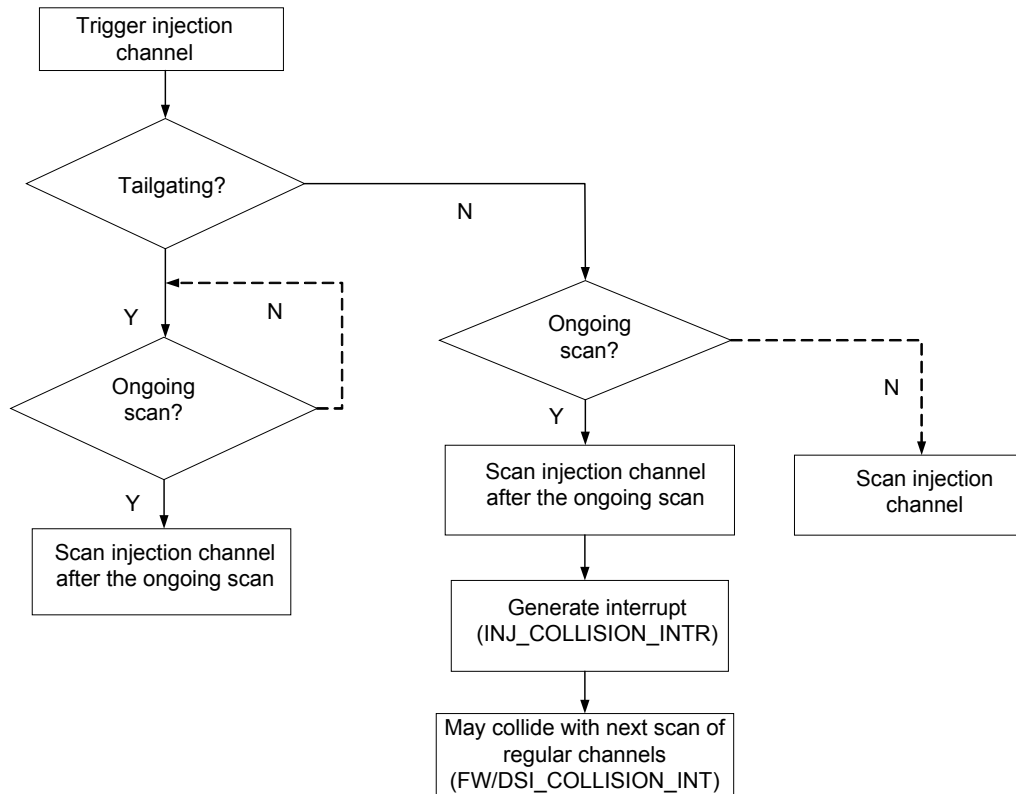 Trigger injection
channel
Tailgating?
N
Y
N
Ongoing
scan?
Y
Scan injection channel
after the ongoing scan
Ongoing
scan?
N
Y
Scan injection channel
after the ongoing scan
Scan injection
channel
Generate interrupt
(INJ_COLLISION_INTR)
May collide with next scan of
regular channels
(FW/DSI_COLLISION_INT)